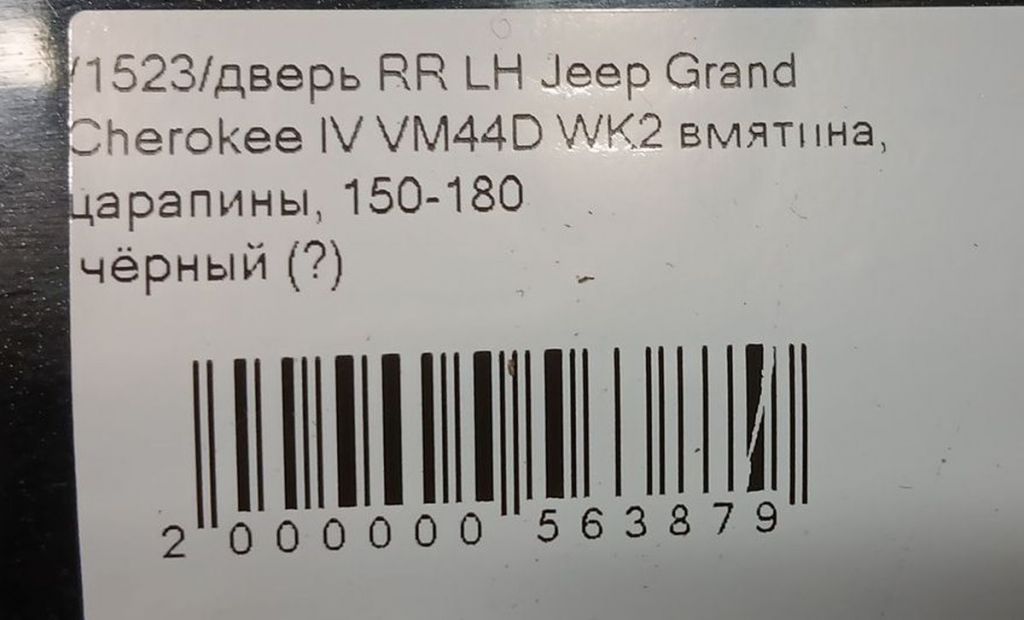 /1523/дверь RR LH Jeep Grand
Cherokee IV VM44D WK2 вмятина,
царапины, 150-180
чёрный (?)
2 000000 563879